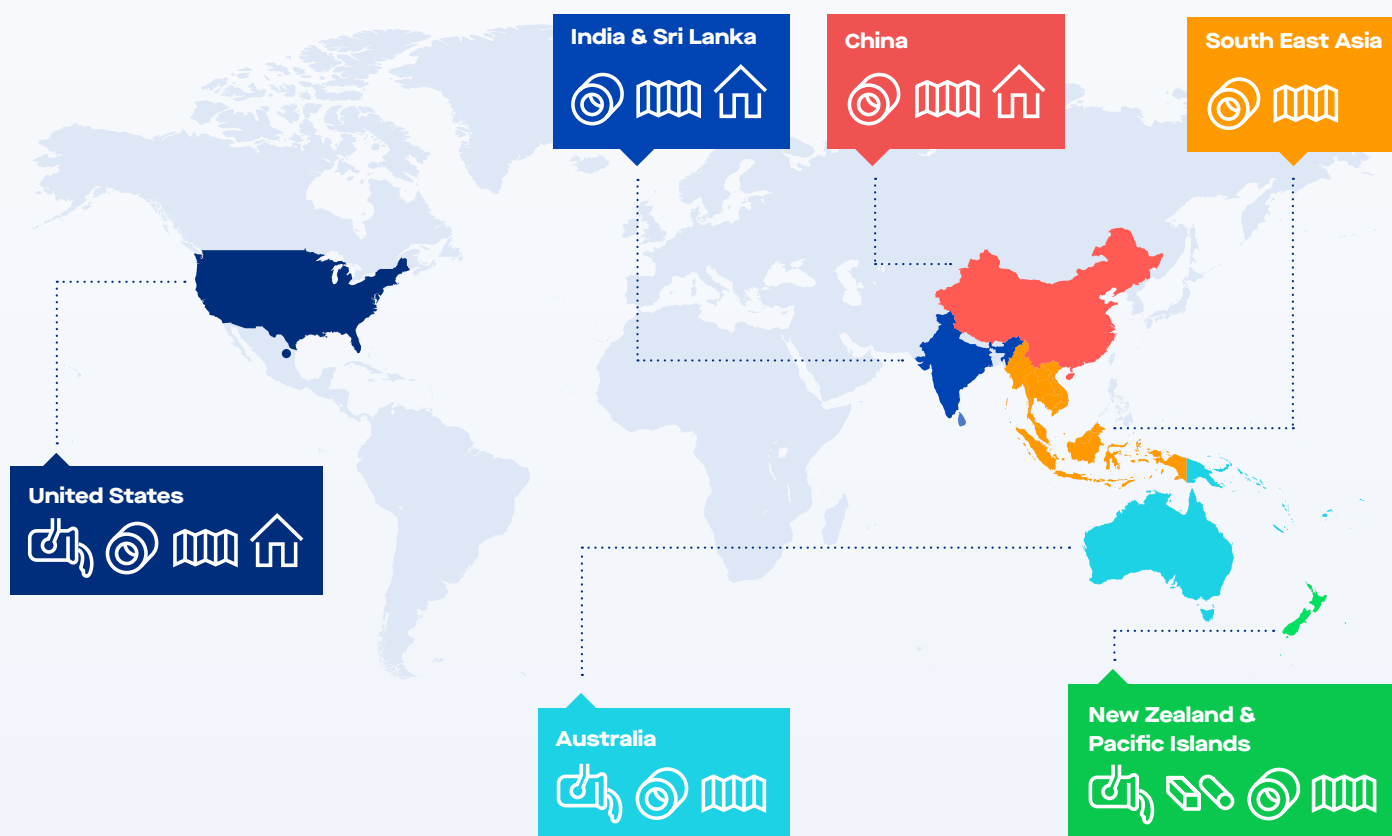 India & Sri Lanka
China
South East Asia
United States
Australia
New Zealand &
Pacific Islands